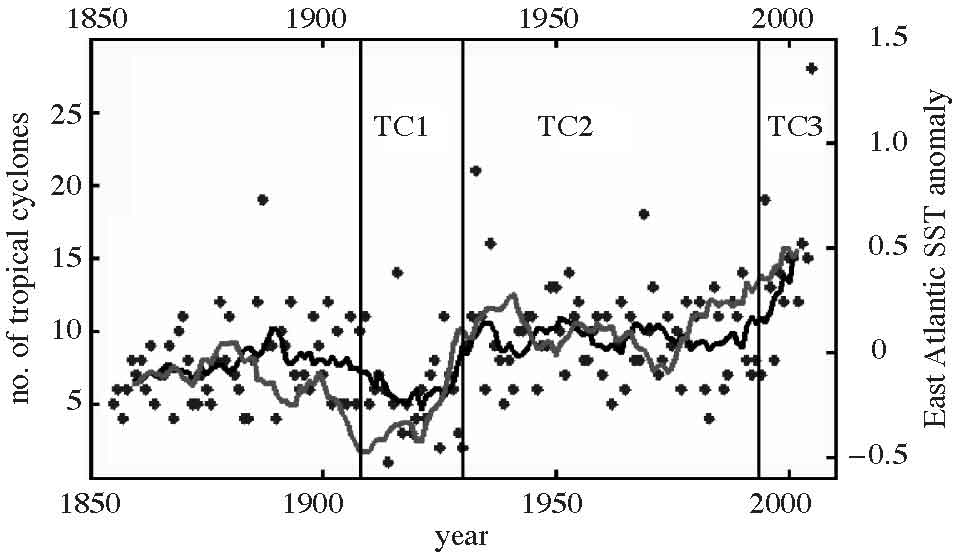 1850 1900 1950 2000
1.5
1.0
0.5
0
−0.5
East Atlantic SST anomaly
TC1 TC2 TC3
25
20
15
10
5
no. of tropical cyclones
1850 1900 1950 2000
year